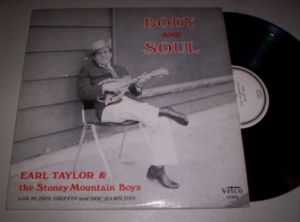 BODY
AND
SOUL
EARL TAYLOR &
the Stoney Mountain Boys
with BUDDY GRIFFIN and DOC HAMILTON
Vetco